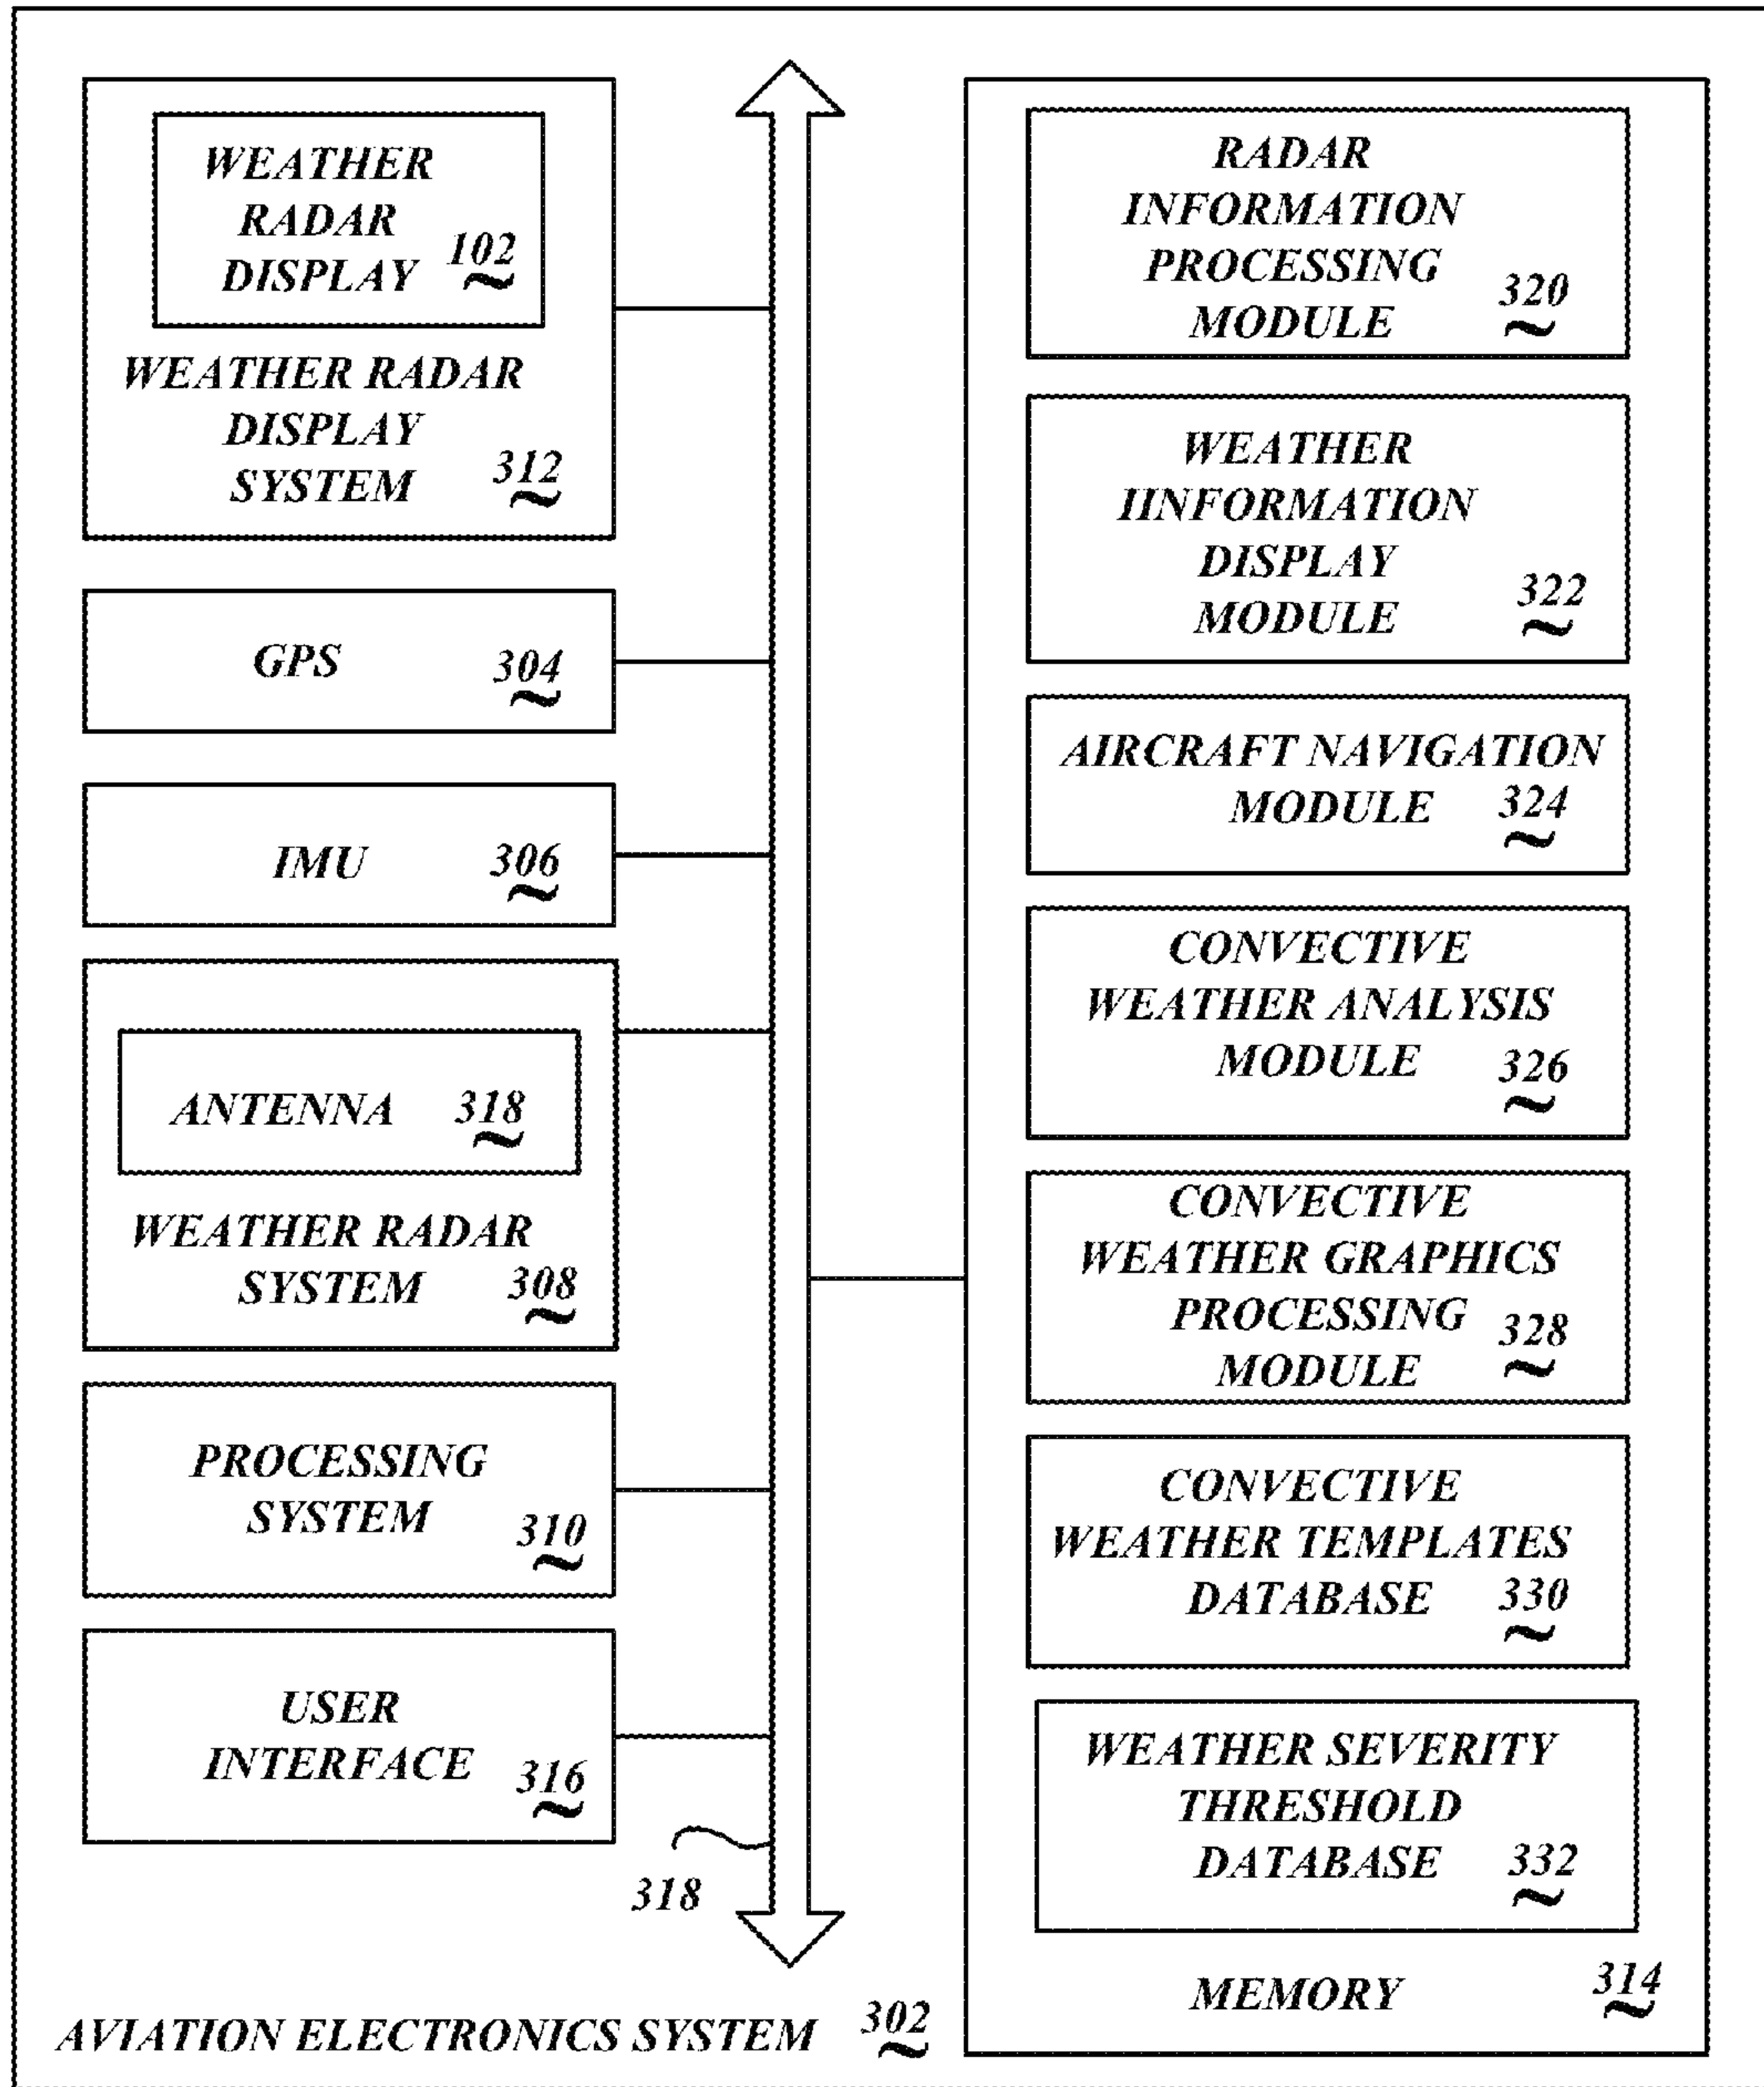 WEATHER
RADAR
DISPLAY 102
WEATHER RADAR
DISPLAY
SYSTEM 312
GPS 304
IMU 306
ANTENNA 318
WEATHER RADAR
SYSTEM 308
PROCESSING
SYSTEM 310
USER
INTERFACE 316
318
AVIATION ELECTRONICS SYSTEM 302
RADAR
INFORMATION
PROCESSING
MODULE 320
WEATHER
IINFORMATION
DISPLAY
MODULE 322
AIRCRAFT NAVIGATION
MODULE 324
CONVECTIVE
WEATHER ANALYSIS
MODULE 326
CONVECTIVE
WEATHER GRAPHICS
PROCESSING
MODULE 328
CONVECTIVE
WEATHER TEMPLATES
DATABASE 330
WEATHER SEVERITY
THRESHOLD
DATABASE 332
MEMORY 314